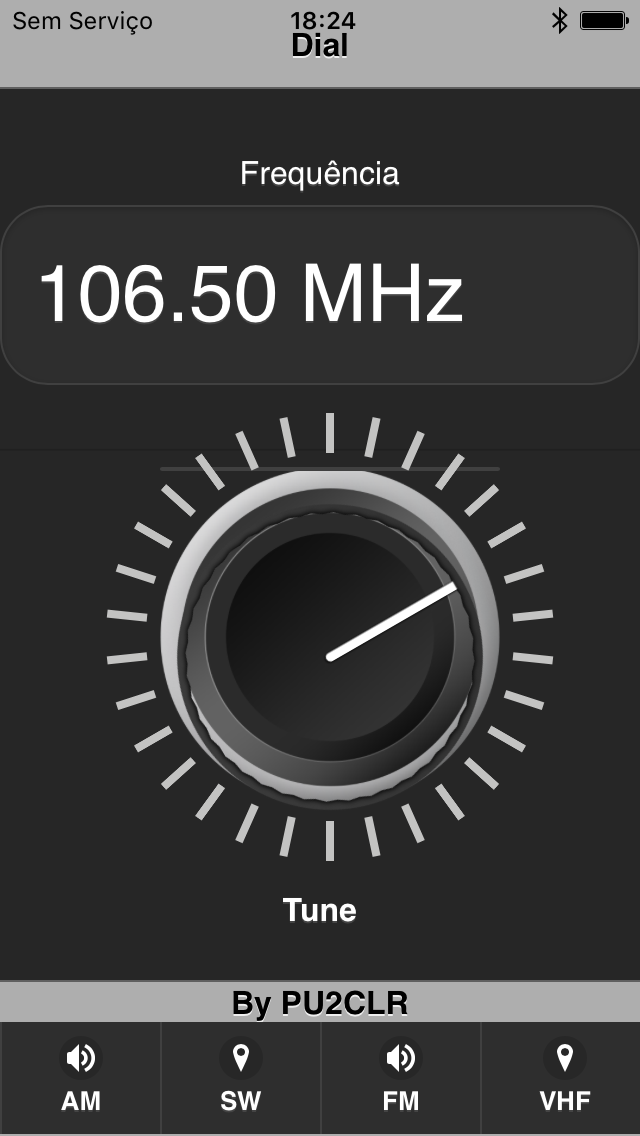 Sem Serviço 18:24
Dial
Frequência
106.50 MHz
Tune
By PU2CLR
AM SW FM VHF